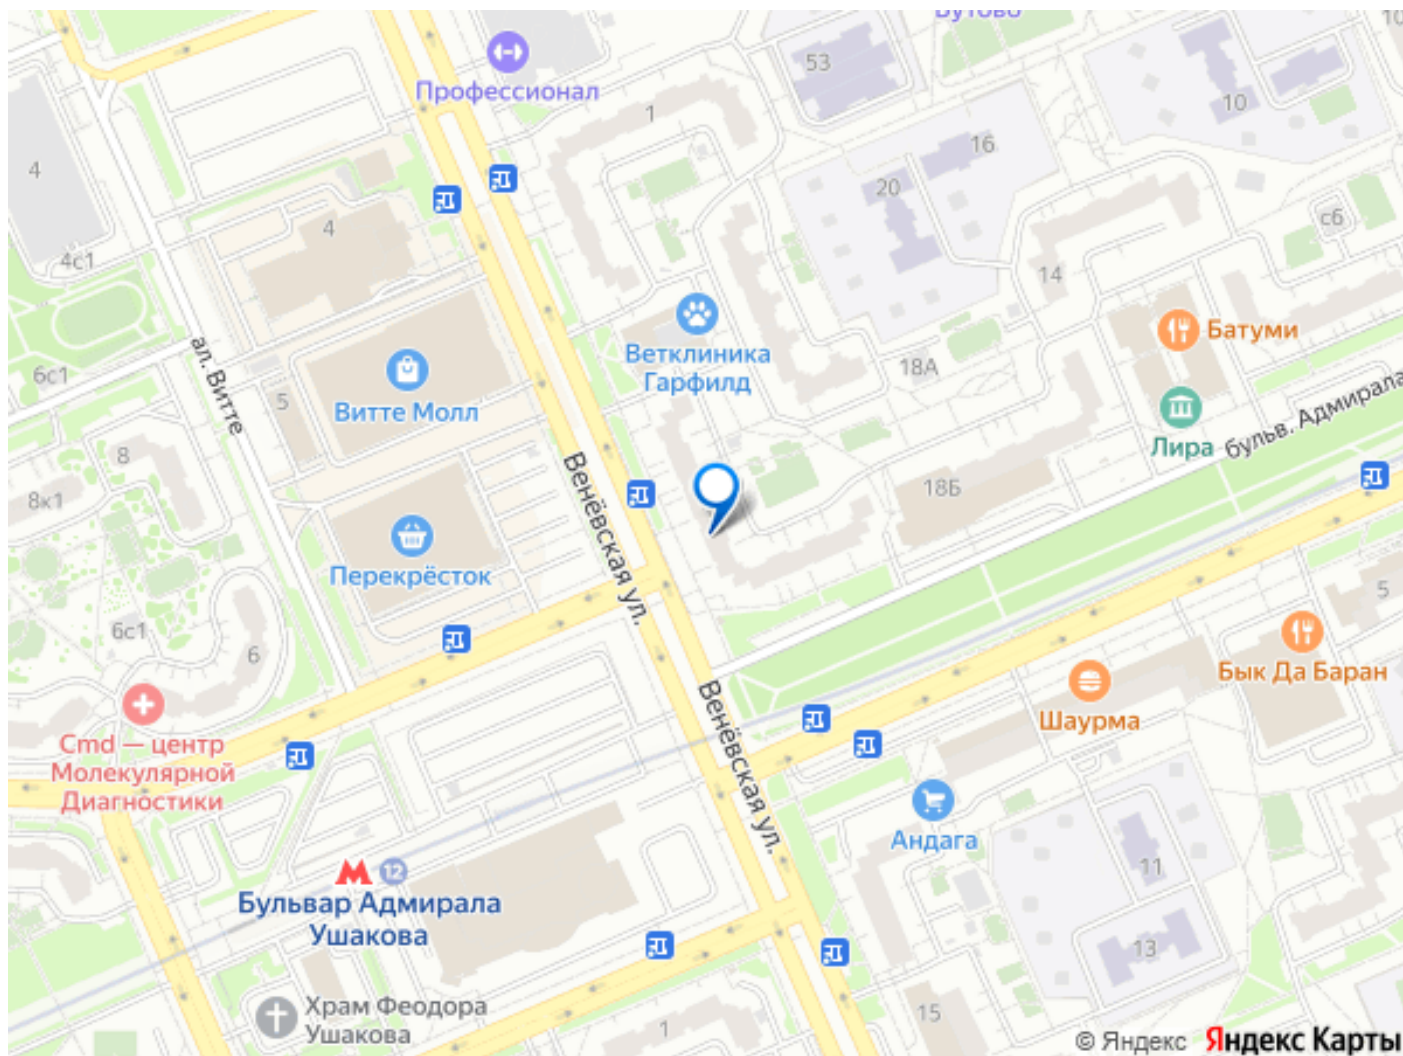 Бутово
53
10
10
Профессионал
1
16
4
20
4
4с1
с6
14
Ветклиника
Гарфилд
Батуми
18А
6с1
ал. Витте
5
Витте Молл
Лира
бульв. Адмирала
8
8к1
18Б
Венёвская ул.
Перекрёсток
5
6с1
6
Бык Да Баран
Шаурма
Венёвская ул.
Cmd — центр
Молекулярной
Диагностики
Андага
11
12
Бульвар Адмирала
Ушакова
13
Храм Феодора
Ушакова
15
1
© Яндекс Яндекс Карты